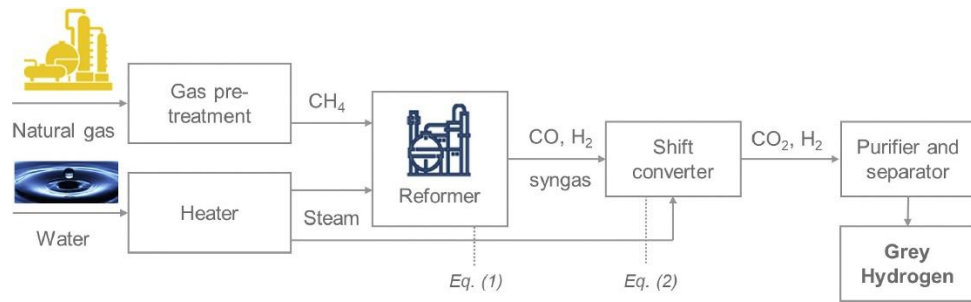 Natural gas
Gas pre-
treatment
CH₄
Water
Heater
Steam
Reformer
CO, H₂
syngas
Shift
converter
CO₂, H₂
Purifier and
separator
Grey
Hydrogen
Eq. (1)
Eq. (2)